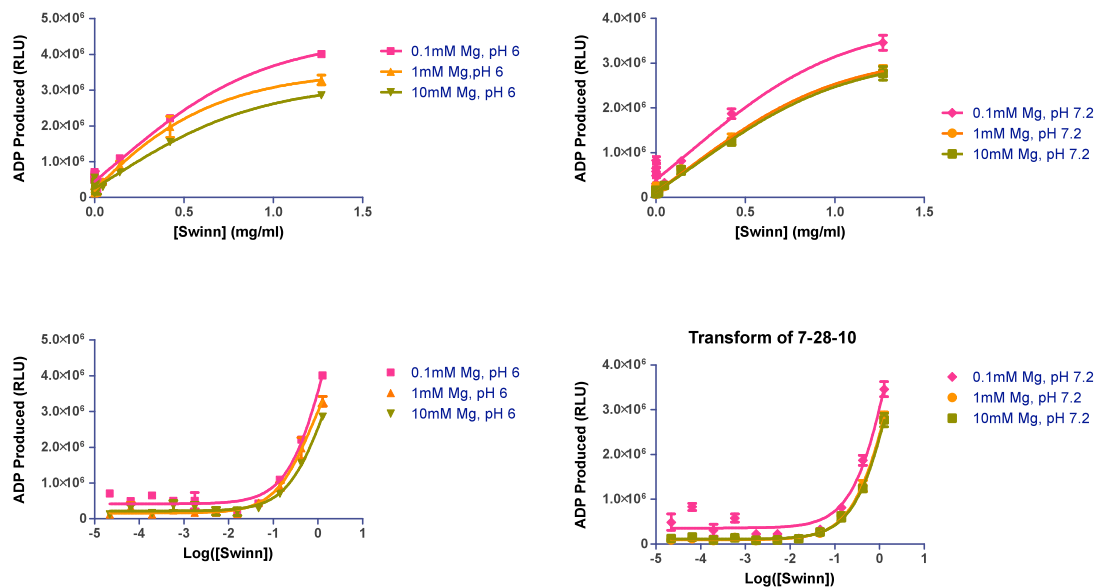 5.0×10⁶
4.0×10⁶
3.0×10⁶
2.0×10⁶
1.0×10⁶
0
ADP Produced (RLU)
0.0 0.5 1.0 1.5
[Swinn] (mg/ml)
0.1mM Mg, pH 6
1mM Mg,pH 6
10mM Mg, pH 6
4.0×10⁶
3.0×10⁶
2.0×10⁶
1.0×10⁶
0
ADP Produced (RLU)
0.0 0.5 1.0 1.5
[Swinn] (mg/ml)
0.1mM Mg, pH 7.2
1mM Mg, pH 7.2
10mM Mg, pH 7.2
5.0×10⁶
4.0×10⁶
3.0×10⁶
2.0×10⁶
1.0×10⁶
0
ADP Produced (RLU)
-5 -4 -3 -2 -1 0 1
Log([Swinn])
0.1mM Mg, pH 6
1mM Mg, pH 6
10mM Mg, pH 6
Transform of 7-28-10
4.0×10⁶
3.0×10⁶
2.0×10⁶
1.0×10⁶
0
ADP Produced (RLU)
-5 -4 -3 -2 -1 0 1
Log([Swinn])
0.1mM Mg, pH 7.2
1mM Mg, pH 7.2
10mM Mg, pH 7.2